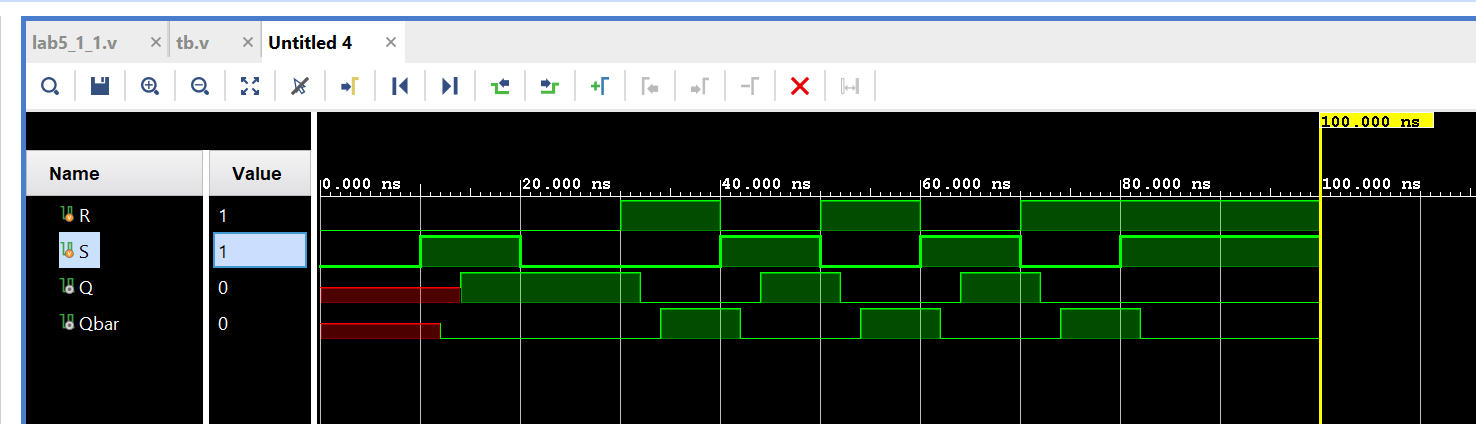 lab5_1_1.v × tb.v × Untitled 4 ×
100.000 ns
Name Value
0.000 ns 20.000 ns 40.000 ns 60.000 ns 80.000 ns 100.000 ns
R 1
S 1
Q 0
Qbar 0